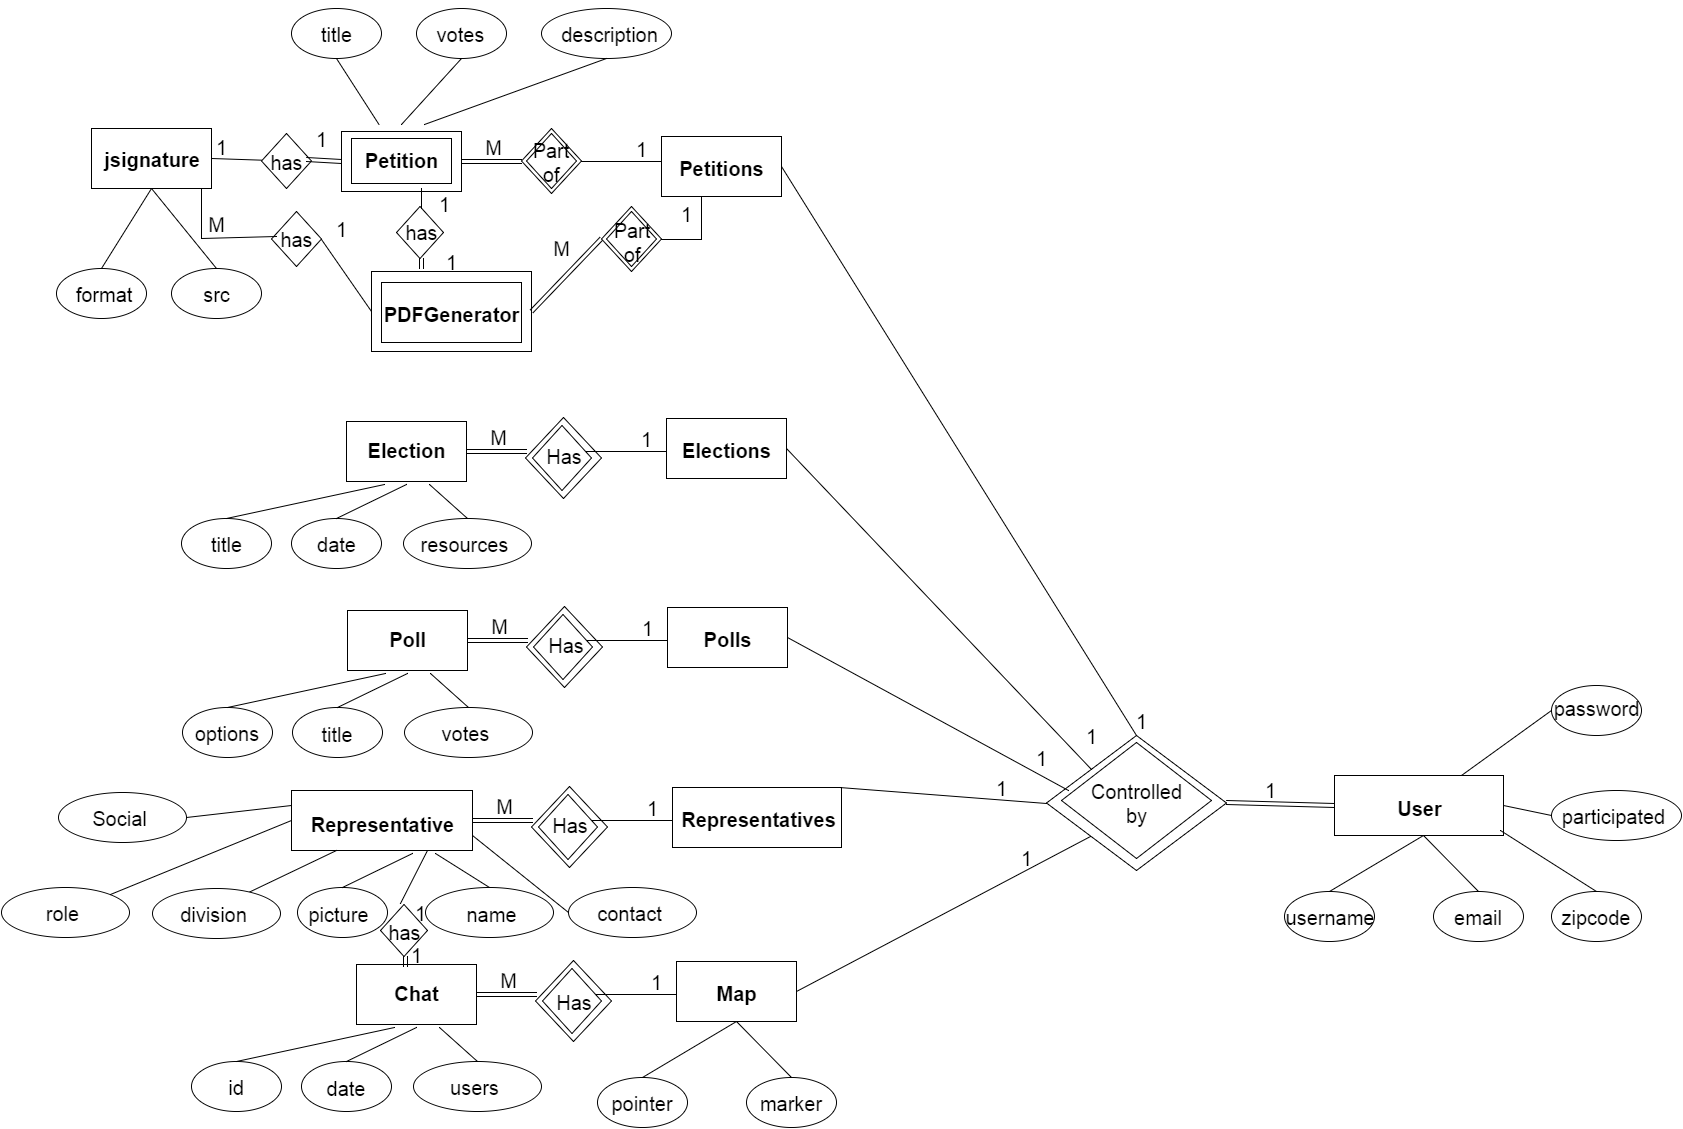 title
votes
description
jsignature
1
has
1
Petition
M
Part
of
1
Petitions
M
has
1
1
has
1
M
Part
of
1
format
src
PDFGenerator
Election
M
Has
1
Elections
title
date
resources
Poll
M
Has
1
Polls
options
title
votes
1
1
1
1
1
Controlled
by
1
User
password
participated
username
email
zipcode
Social
Representative
M
Has
1
Representatives
role
division
picture
1
has
1
name
contact
Chat
M
Has
1
Map
id
date
users
pointer
marker